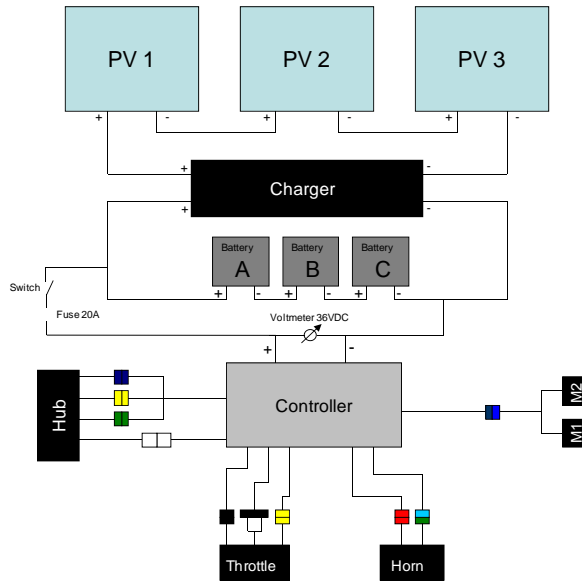 PV 1
PV 2
PV 3
+ - + - + -
+ -
Charger
+ -
Battery
A
Battery
B
Battery
C
+ - + - + -
Switch
Fuse 20A
Voltmeter 36VDC
+ -
Hub
Controller
M2
M1
Throttle
Horn